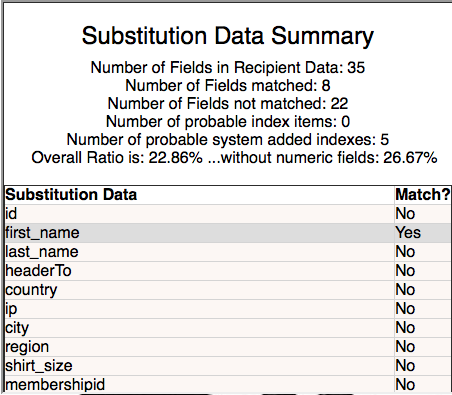 Substitution Data Summary
Number of Fields in Recipient Data: 35
Number of Fields matched: 8
Number of Fields not matched: 22
Number of probable index items: 0
Number of probable system added indexes: 5
Overall Ratio is: 22.86% ...without numeric fields: 26.67%
Substitution Data Match?
id No
first_name Yes
last_name No
headerTo No
country No
ip No
city No
region No
shirt_size No
membershipid No